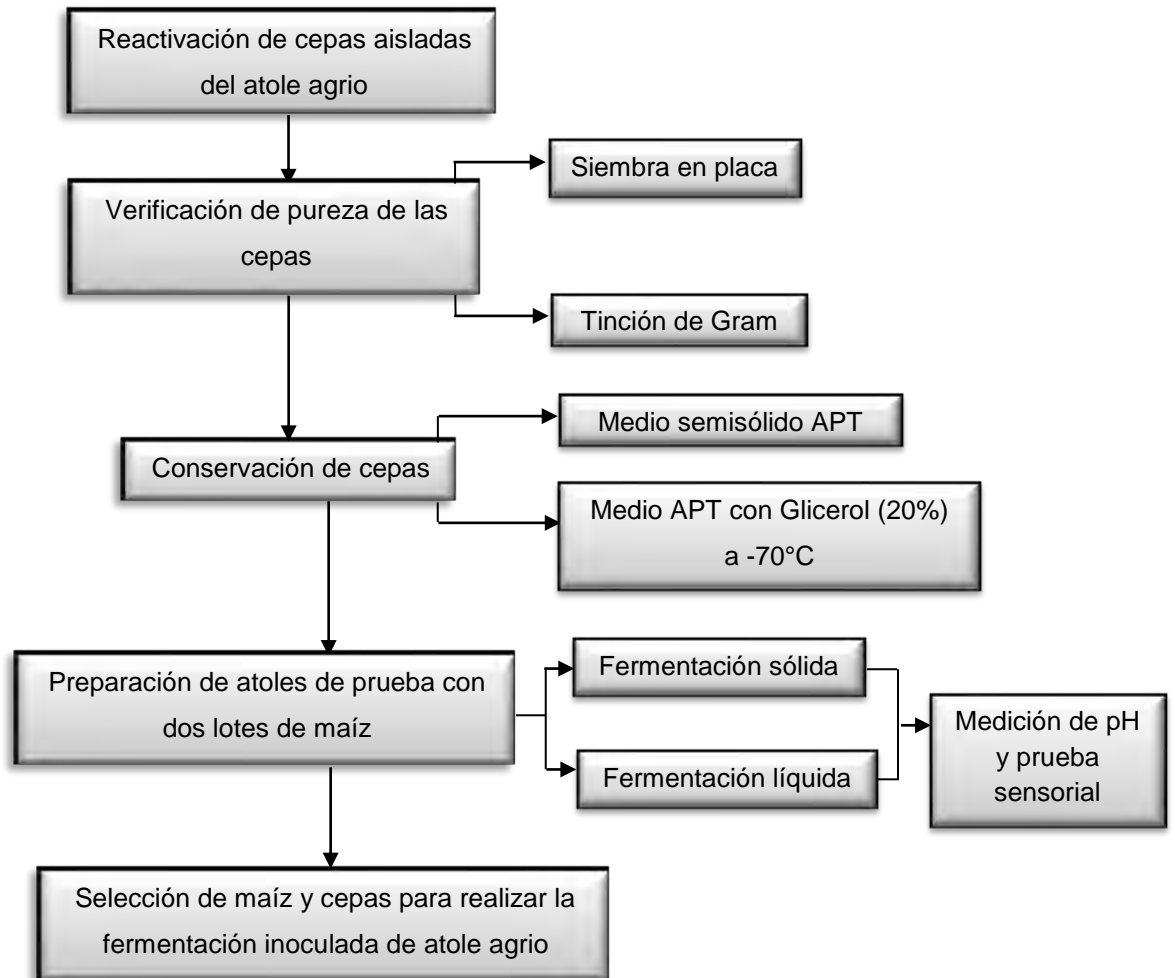 Reactivación de cepas aisladas
del atole agrio
Siembra en placa
Verificación de pureza de las
cepas
Tinción de Gram
Medio semisólido APT
Conservación de cepas
Medio APT con Glicerol (20%)
a -70°C
Preparación de atoles de prueba con
dos lotes de maíz
Fermentación sólida
Fermentación líquida
Medición de pH
y prueba
sensorial
Selección de maíz y cepas para realizar la
fermentación inoculada de atole agrio